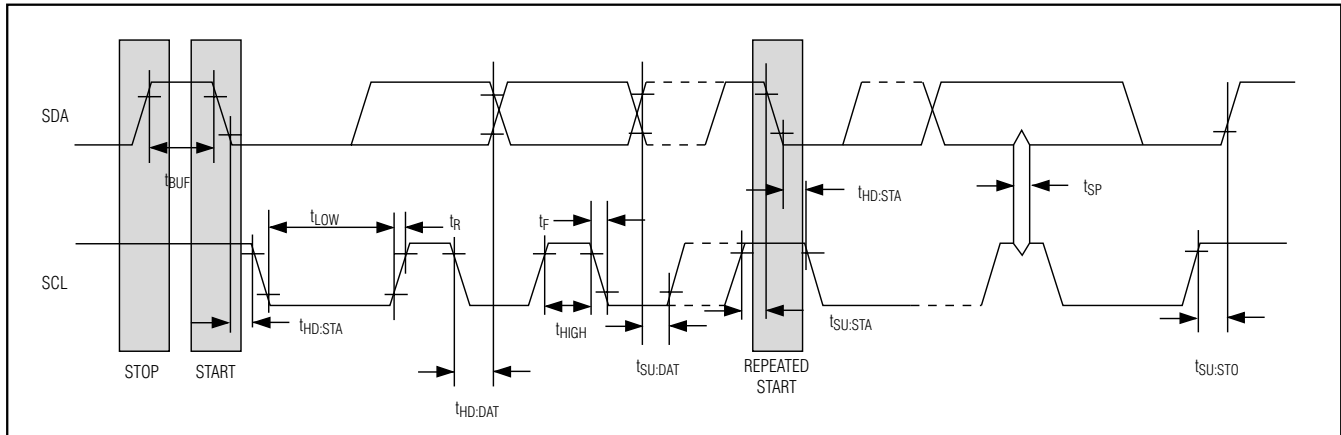 SDA
tBUF
tHD:STA
tSP
tLOW
tR
tF
SCL
tHD:STA
tHIGH
tSU:STA
tSU:DAT
tSU:STO
STOP
START
REPEATED
START
tHD:DAT